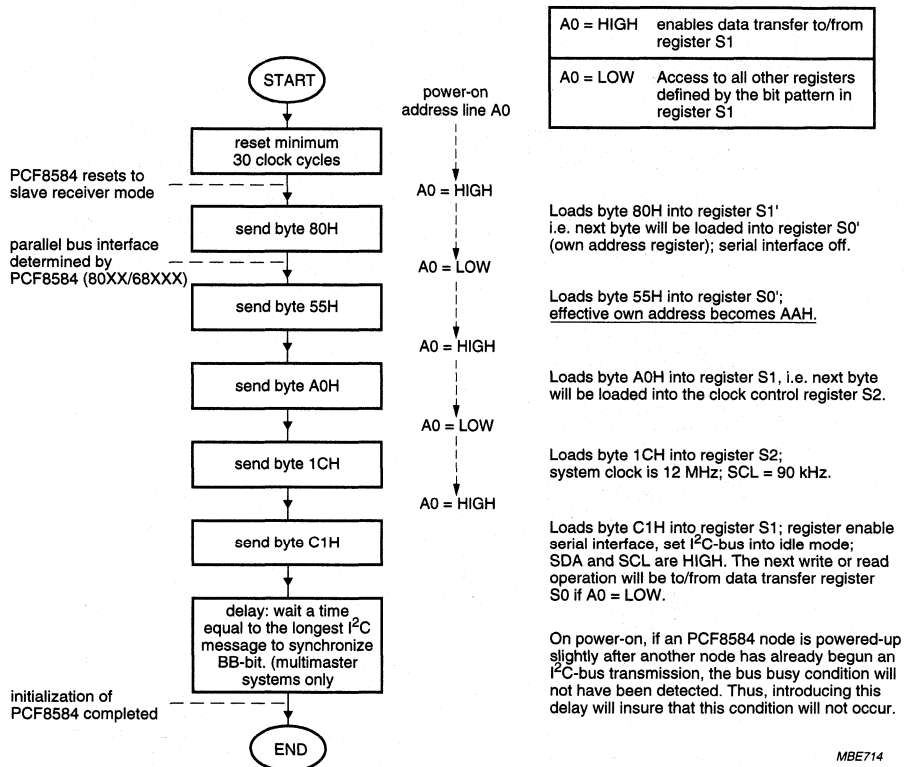 A0 = HIGH enables data transfer to/from
register S1
A0 = LOW Access to all other registers
defined by the bit pattern in
register S1
START
power-on
address line A0
reset minimum
30 clock cycles
PCF8584 resets to
slave receiver mode
A0 = HIGH
send byte 80H
Loads byte 80H into register S1'
i.e. next byte will be loaded into register S0'
(own address register); serial interface off.
parallel bus interface
determined by
PCF8584 (80XX/68XXX)
A0 = LOW
send byte 55H
Loads byte 55H into register S0';
effective own address becomes AAH.
A0 = HIGH
send byte A0H
Loads byte A0H into register S1, i.e. next byte
will be loaded into the clock control register S2.
A0 = LOW
send byte 1CH
Loads byte 1CH into register S2;
system clock is 12 MHz; SCL = 90 kHz.
A0 = HIGH
send byte C1H
Loads byte C1H into register S1; register enable
serial interface, set I²C-bus into idle mode;
SDA and SCL are HIGH. The next write or read
operation will be to/from data transfer register
S0 if A0 = LOW.
delay: wait a time
equal to the longest I²C
message to synchronize
BB-bit. (multimaster
systems only
On power-on, if an PCF8584 node is powered-up
slightly after another node has already begun an
I²C-bus transmission, the bus busy condition will
not have been detected. Thus, introducing this
delay will insure that this condition will not occur.
initialization of
PCF8584 completed
END
MBE714